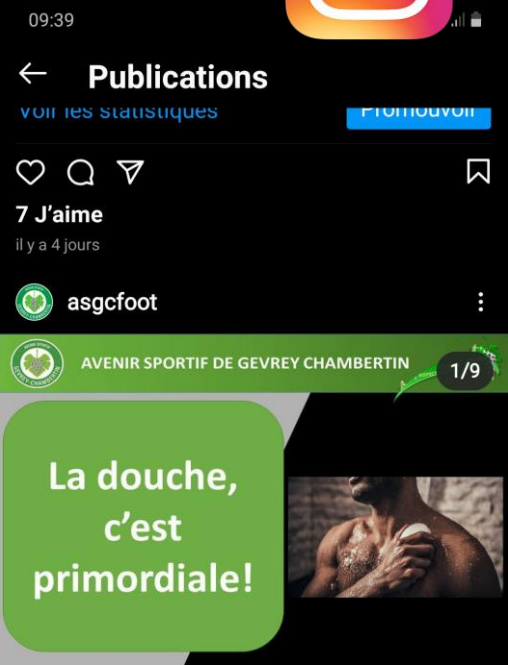 09:39
Publications
Voir les statistiques
Promouvoir
7 J'aime
il y a 4 jours
asgcfoot
AVENIR SPORTIF DE GEVREY CHAMBERTIN
1/9
La douche,
c'est
primordiale!